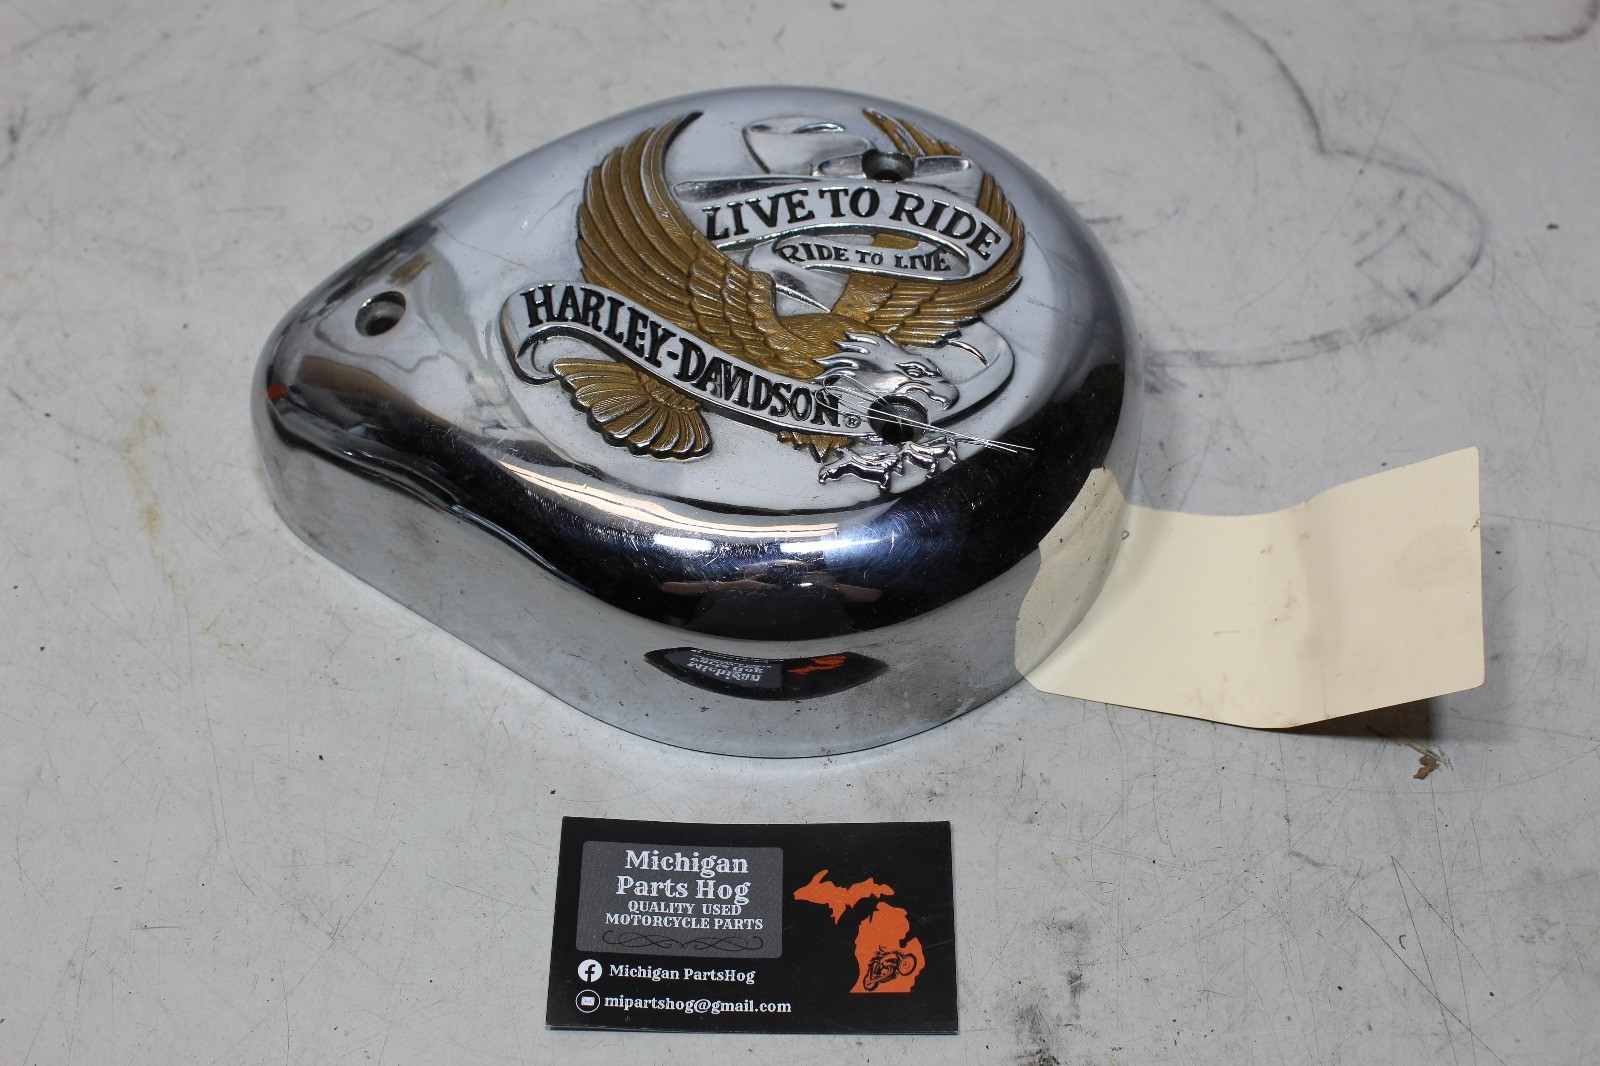 LIVE TO RIDE
RIDE TO LIVE
HARLEY-DAVIDSON®
Michigan
Parts Hog
QUALITY USED
MOTORCYCLE PARTS
Michigan PartsHog
mipartshog@gmail.com